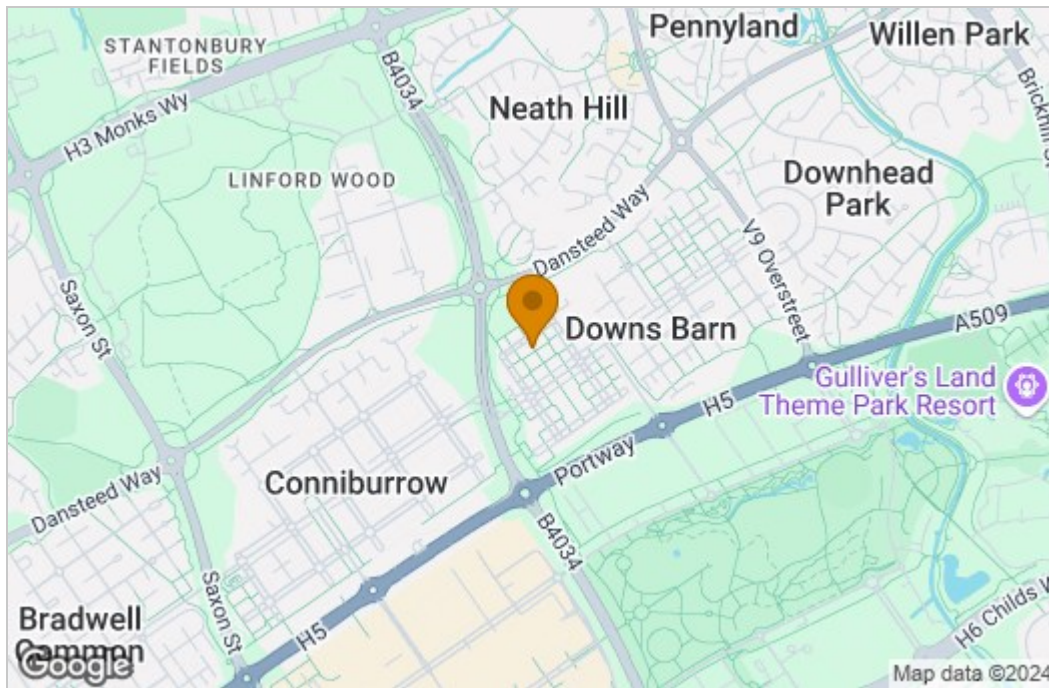 Pennyland
Willen Park
STANTONBURY
FIELDS
B4034
Brickhill St
H3 Monks Wy
Neath Hill
LINFORD WOOD
Downhead
Park
Dansteed Way
V9 Overstreet
Saxon St
Downs Barn
A509
Gulliver's Land
Theme Park Resort
H5
Portway
Conniburrow
Dansteed Way
B4034
Saxon St
H5
H6 Childs W
Bradwell
Common
Google
Map data ©2024